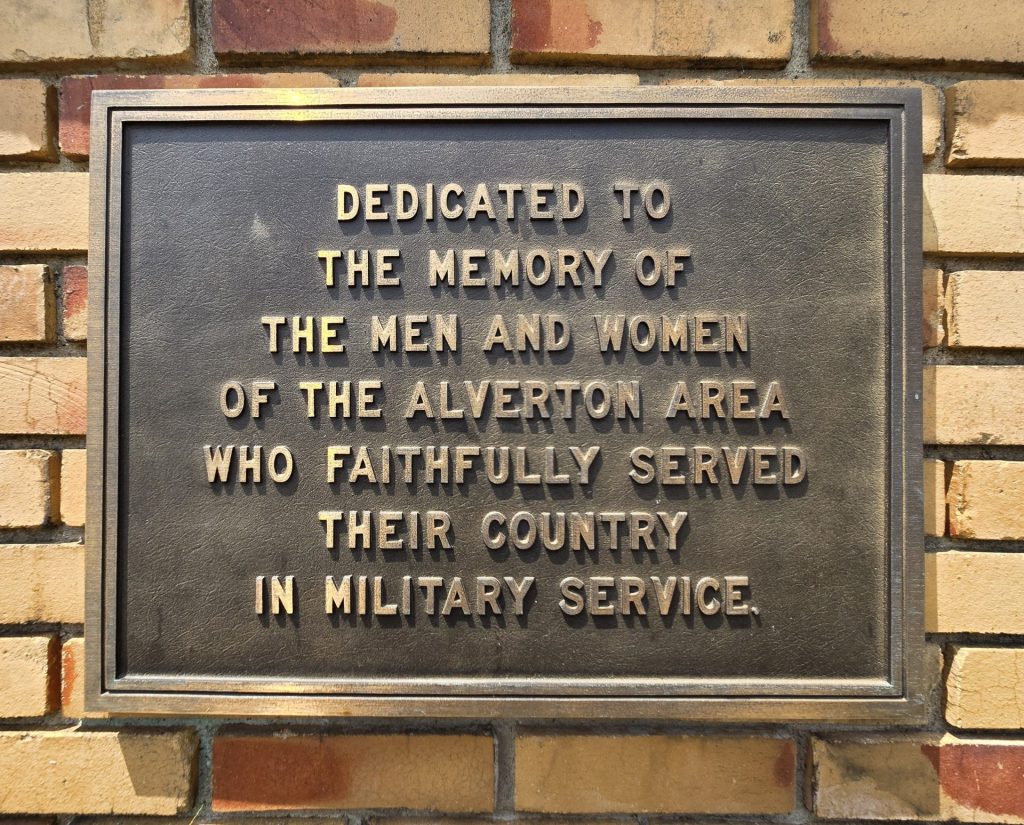 DEDICATED TO
THE MEMORY OF
THE MEN AND WOMEN
OF THE ALVERTON AREA
WHO FAITHFULLY SERVED
THEIR COUNTRY
IN MILITARY SERVICE.